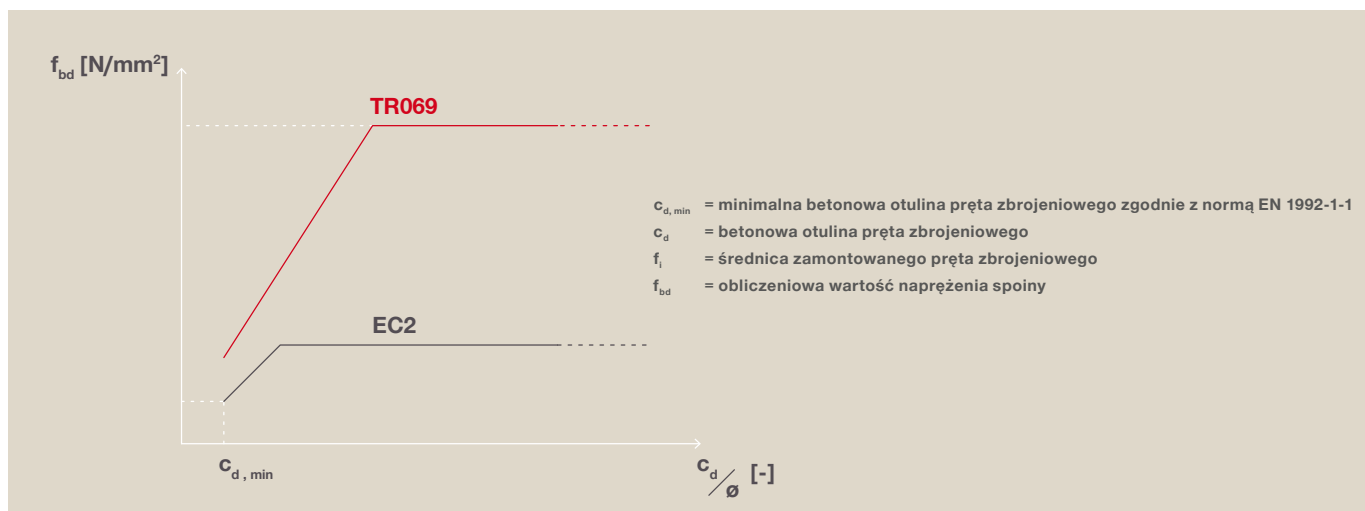 f_bd [N/mm²]
TR069
c_d, min = minimalna betonowa otulina pręta zbrojeniowego zgodnie z normą EN 1992-1-1
c_d = betonowa otulina pręta zbrojeniowego
f_i = średnica zamontowanego pręta zbrojeniowego
f_bd = obliczeniowa wartość naprężenia spoiny
EC2
c_d, min
c_d/ø [-]